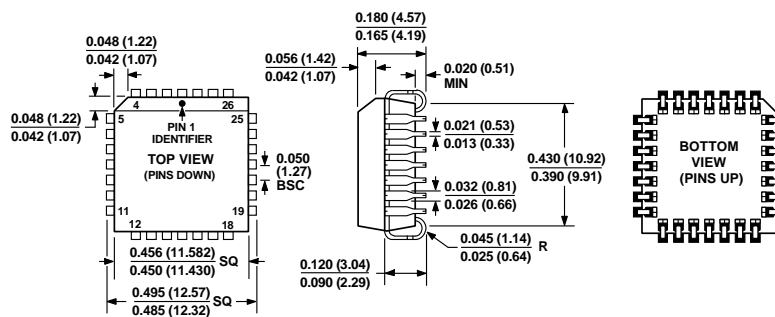 0.180 (4.57)
0.165 (4.19)
0.048 (1.22)
0.042 (1.07)
0.056 (1.42)
0.042 (1.07)
0.020 (0.51)
MIN
0.048 (1.22)
0.042 (1.07)
4
26
5
25
PIN 1
IDENTIFIER
TOP VIEW
(PINS DOWN)
0.050
(1.27)
BSC
11
19
12
18
0.021 (0.53)
0.013 (0.33)
0.032 (0.81)
0.026 (0.66)
0.430 (10.92)
0.390 (9.91)
BOTTOM
VIEW
(PINS UP)
0.456 (11.582)
0.450 (11.430)
SQ
0.495 (12.57)
0.485 (12.32)
SQ
0.120 (3.04)
0.090 (2.29)
0.045 (1.14)
0.025 (0.64)
R